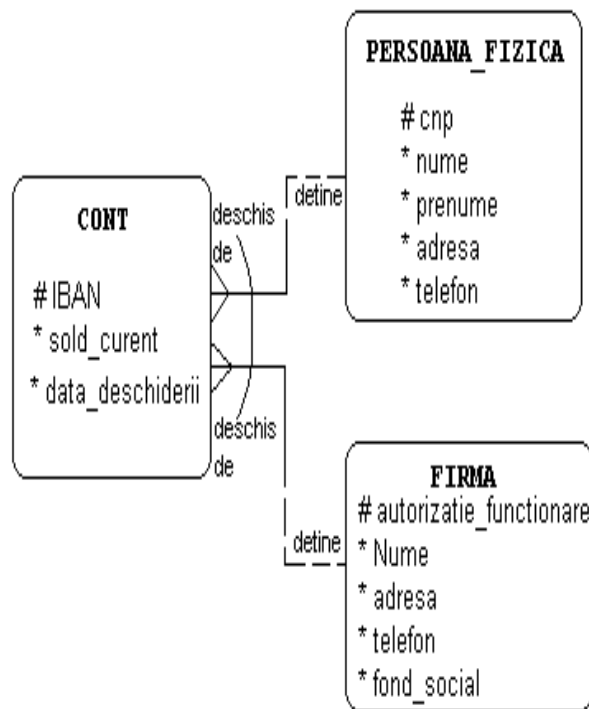 PERSOANA_FIZICA
# cnp
* nume
* prenume
* adresa
* telefon
detine
deschis
de
CONT
# IBAN
* sold_curent
* data_deschiderii
deschis
de
detine
FIRMA
# autorizatie_functionare
* Nume
* adresa
* telefon
* fond_social